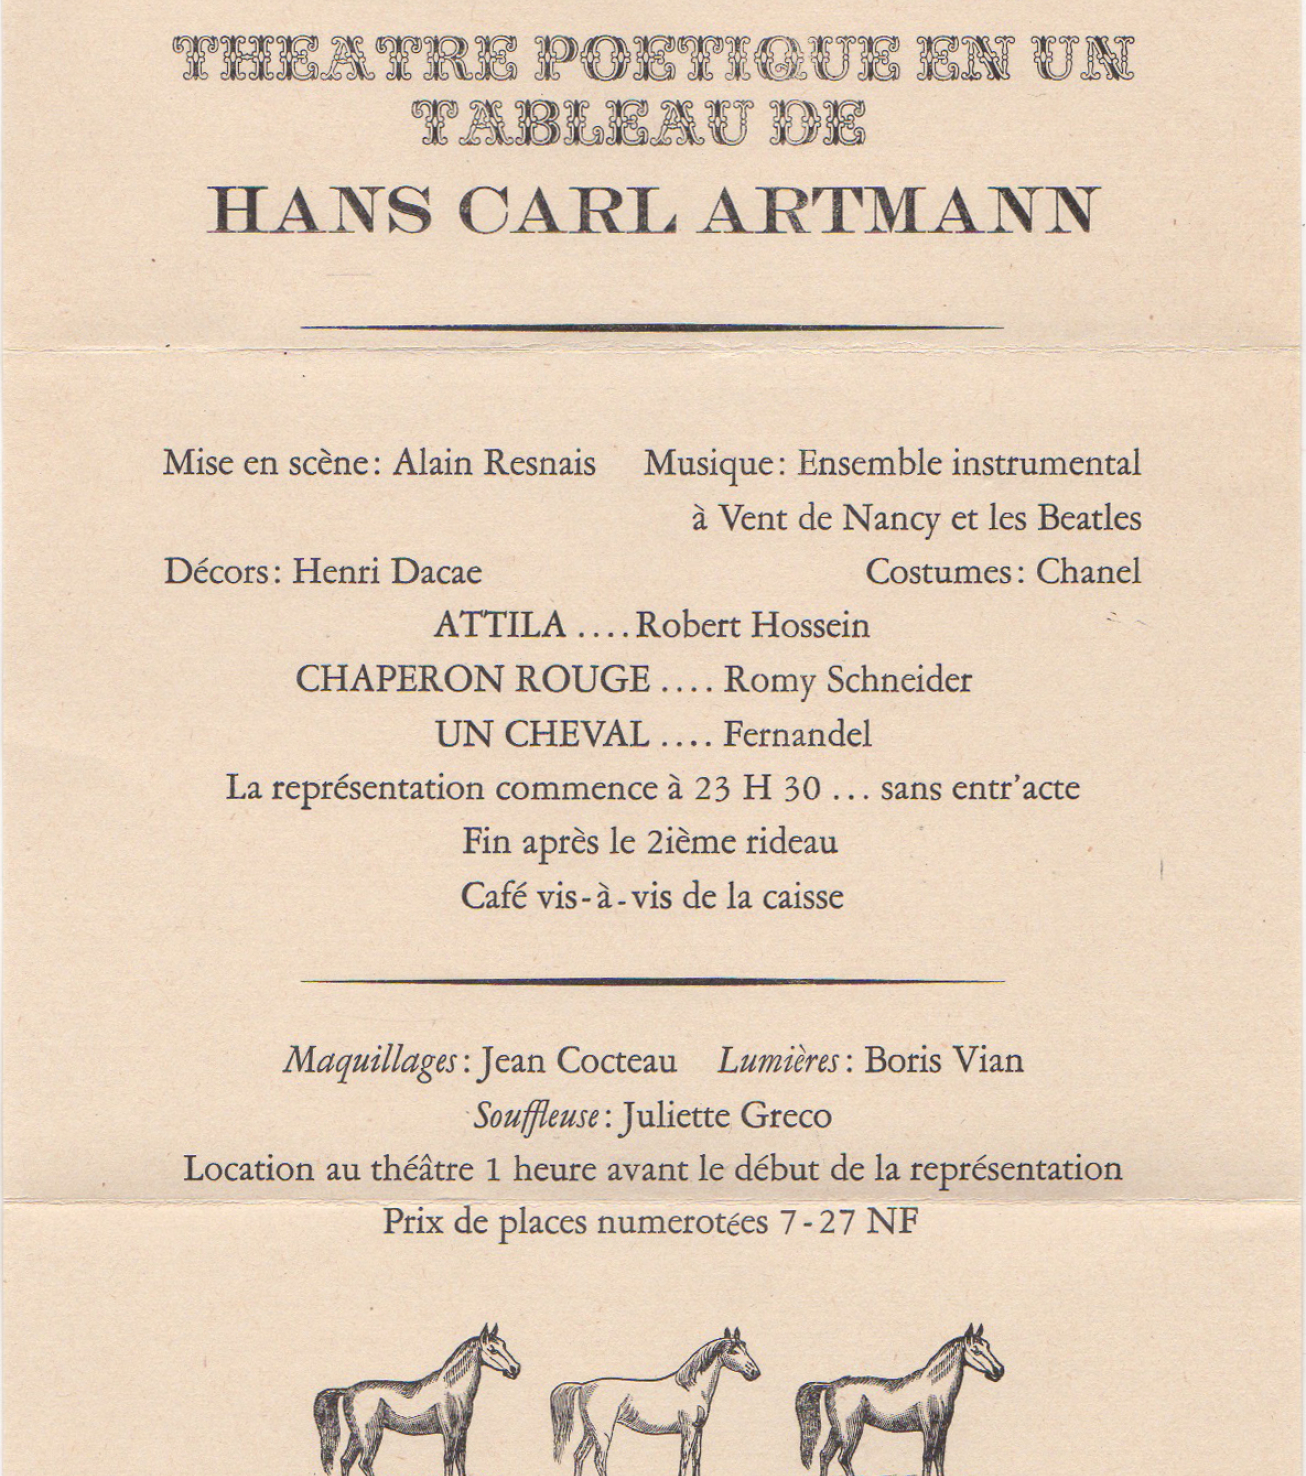 THEATRE POETIQUE EN UN
TABLEAU DE
HANS CARL ARTMANN
Mise en scène: Alain Resnais Musique: Ensemble instrumental
à Vent de Nancy et les Beatles
Décors: Henri Dacae Costumes: Chanel
ATTILA .... Robert Hossein
CHAPERON ROUGE .... Romy Schneider
UN CHEVAL .... Fernandel
La représentation commence à 23 H 30 ... sans entr'acte
Fin après le 2ième rideau
Café vis-à-vis de la caisse
Maquillages: Jean Cocteau Lumières: Boris Vian
Souffleuse: Juliette Greco
Location au théâtre 1 heure avant le début de la représentation
Prix de places numerotées 7-27 NF